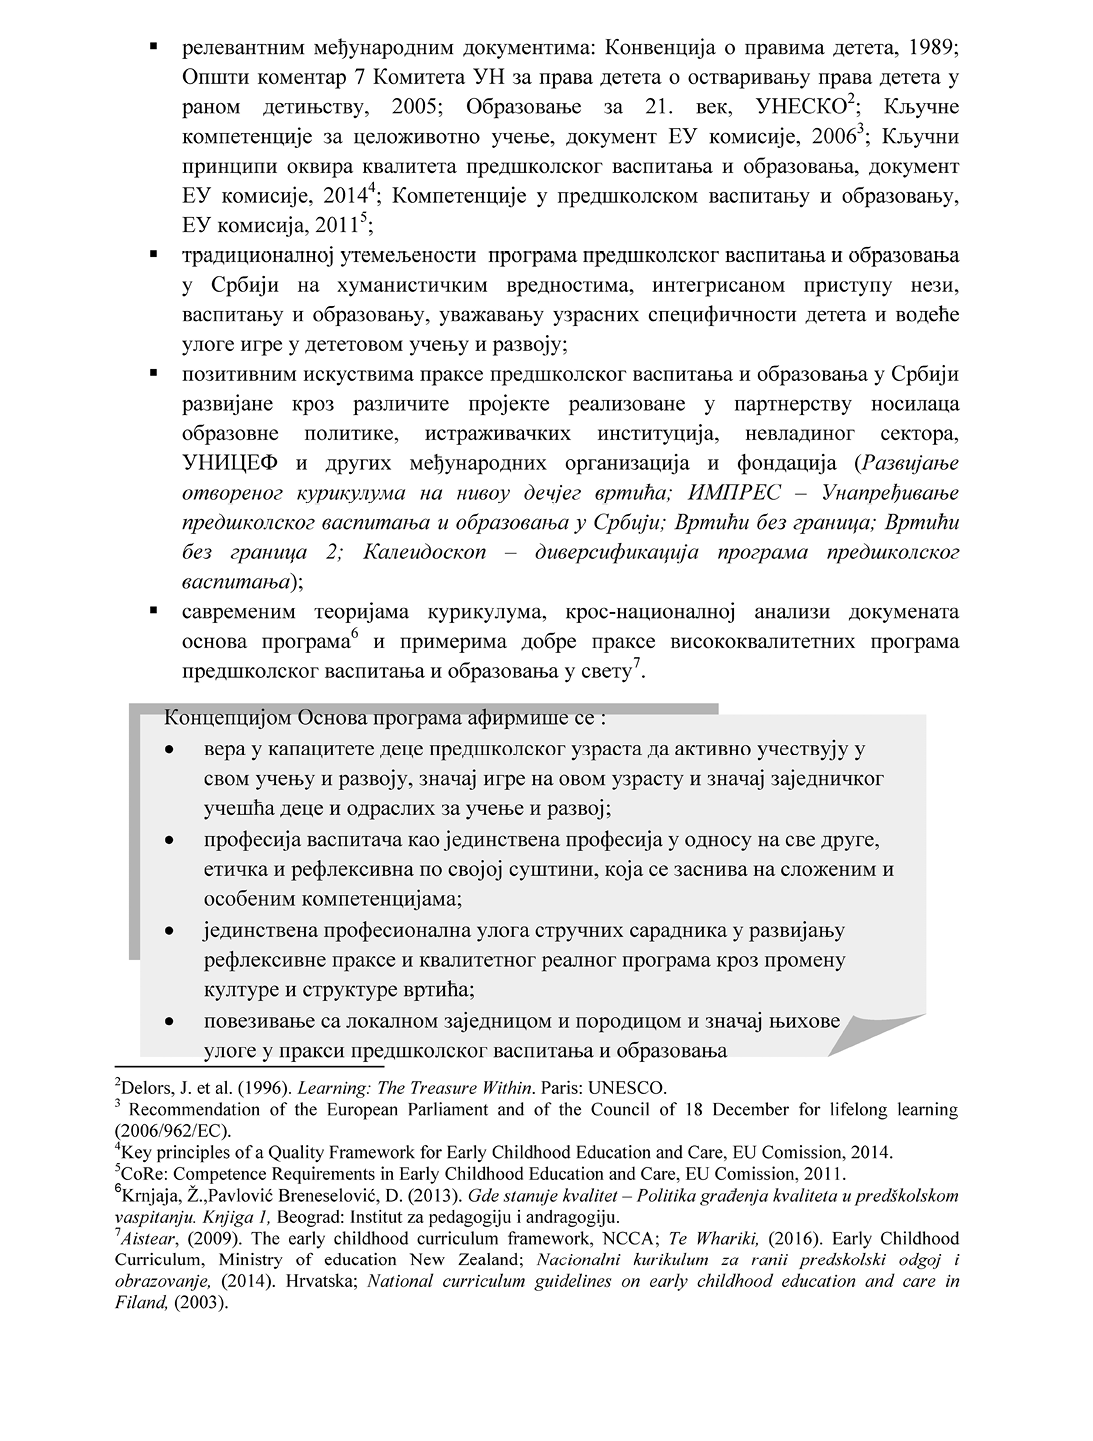 ▪ релевантним међународним документима: Конвенција о правима детета, 1989;
Општи коментар 7 Комитета УН за права детета о остваривању права детета у
раном детињству, 2005; Образовање за 21. век, УНЕСКО2; Кључне
компетенције за целоживотно учење, документ ЕУ комисије, 20063; Кључни
принципи оквира квалитета предшколског васпитања и образовања, документ
ЕУ комисије, 20144; Компетенције у предшколском васпитању и образовању,
ЕУ комисија, 20115;
▪ традиционалној утемељености програма предшколског васпитања и образовања
у Србији на хуманистичким вредностима, интегрисаном приступу нези,
васпитању и образовању, уважавању узрасних специфичности детета и водеће
улоге игре у дететовом учењу и развоју;
▪ позитивним искуствима праксе предшколског васпитања и образовања у Србији
развијане кроз различите пројекте реализоване у партнерству носилаца
образовне политике, истраживачких институција, невладиног сектора,
УНИЦЕФ и других међународних организација и фондација (Развијање
отвореног курикулума на нивоу дечјег вртића; ИМПРЕС – Унапређивање
предшколског васпитања и образовања у Србији; Вртићи без граница; Вртићи
без граница 2; Калеидоскоп – диверсификација програма предшколског
васпитања);
▪ савременим теоријама курикулума, крос-националној анализи докумената
основа програма6 и примерима добре праксе висококвалитетних програма
предшколског васпитања и образовања у свету7.
Концепцијом Основа програма афирмише се :
• вера у капацитете деце предшколског узраста да активно учествују у
свом учењу и развоју, значај игре на овом узрасту и значај заједничког
учешћа деце и одраслих за учење и развој;
• професија васпитача као јединствена професија у односу на све друге,
етичка и рефлексивна по својој суштини, која се заснива на сложеним и
особеним компетенцијама;
• јединствена професионална улога стручних сарадника у развијању
рефлексивне праксе и квалитетног реалног програма кроз промену
културе и структуре вртића;
• повезивање са локалном заједницом и породицом и значај њихове
улоге у пракси предшколског васпитања и образовања
2Delors, J. et al. (1996). Learning: The Treasure Within. Paris: UNESCO.
3 Recommendation of the European Parliament and of the Council of 18 December for lifelong learning
(2006/962/EC).
4Key principles of a Quality Framework for Early Childhood Education and Care, EU Comission, 2014.
5CoRe: Competence Requirements in Early Childhood Education and Care, EU Comission, 2011.
6Krnjaja, Ž.,Pavlović Breneselović, D. (2013). Gde stanuje kvalitet – Politika građenja kvaliteta u predškolskom
vaspitanju. Knjiga 1, Beograd: Institut za pedagogiju i andragogiju.
7Aistear, (2009). The early childhood curriculum framework, NCCA; Te Whariki, (2016). Early Childhood
Curriculum, Ministry of education New Zealand; Nacionalni kurikulum za ranii predskolski odgoj i
obrazovanje, (2014). Hrvatska; National curriculum guidelines on early childhood education and care in
Filand, (2003).